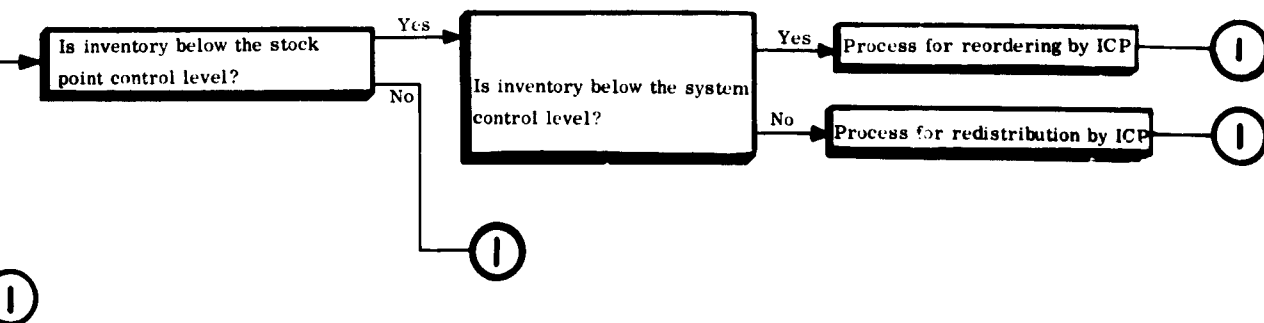 Is inventory below the stock
point control level?
Yes
No
Is inventory below the system
control level?
Yes
No
Process for reordering by ICP
Process for redistribution by ICP
1
1
1
1